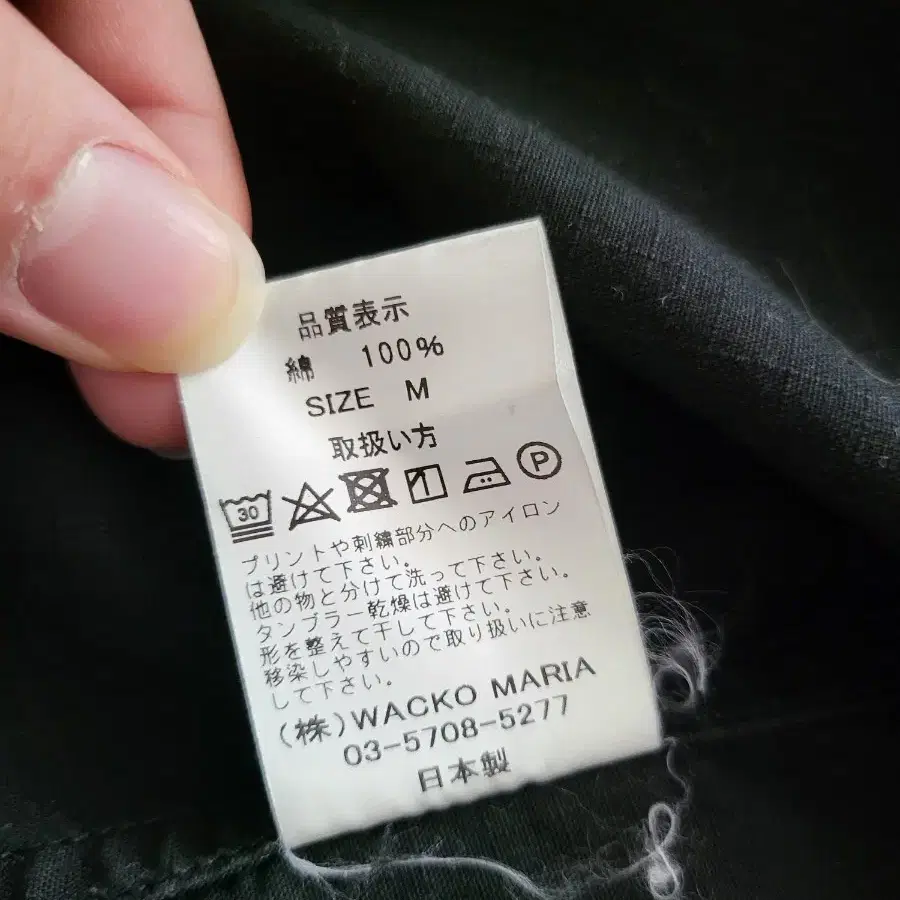 品質表示
綿 100%
SIZE M
取扱い方
30 P
プリントや刺繍部分へのアイロン
は避けて下さい。
他の物と分けて洗って下さい。
タンブラー乾燥は避けて下さい。
形を整えて干して下さい。
移染しやすいので取り扱いに注意
して下さい。
(株)WACKO MARIA
03-5708-5277
日本製